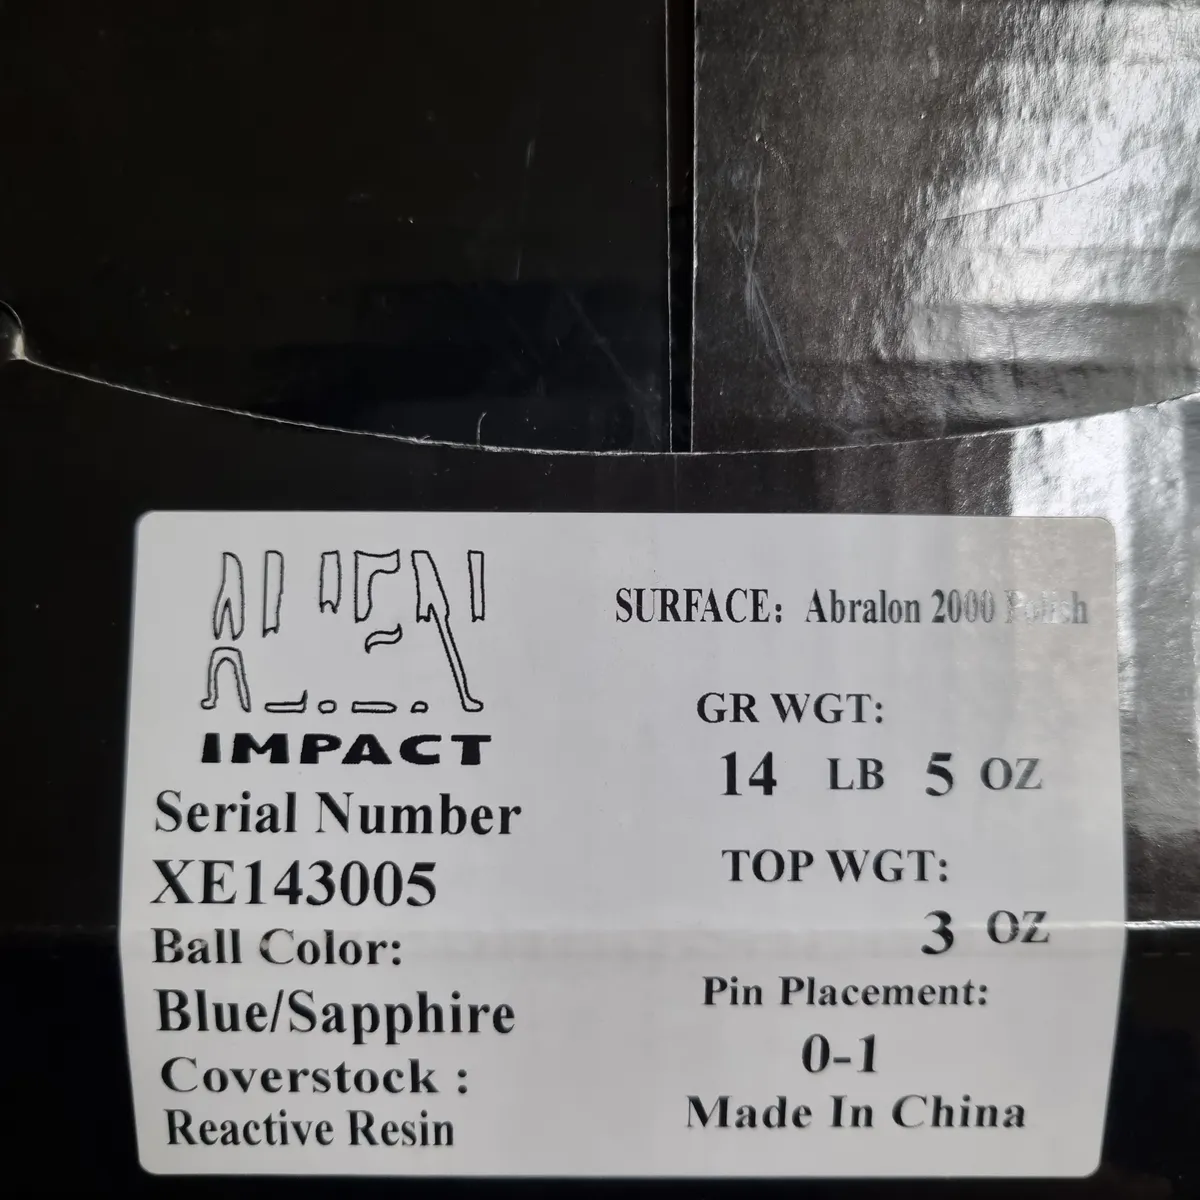 ALIEN
IMPACT
Serial Number
XE143005
Ball Color:
Blue/Sapphire
Coverstock :
Reactive Resin
SURFACE: Abralon 2000 Polish
GR WGT:
14 LB 5 OZ
TOP WGT:
3 OZ
Pin Placement:
0-1
Made In China